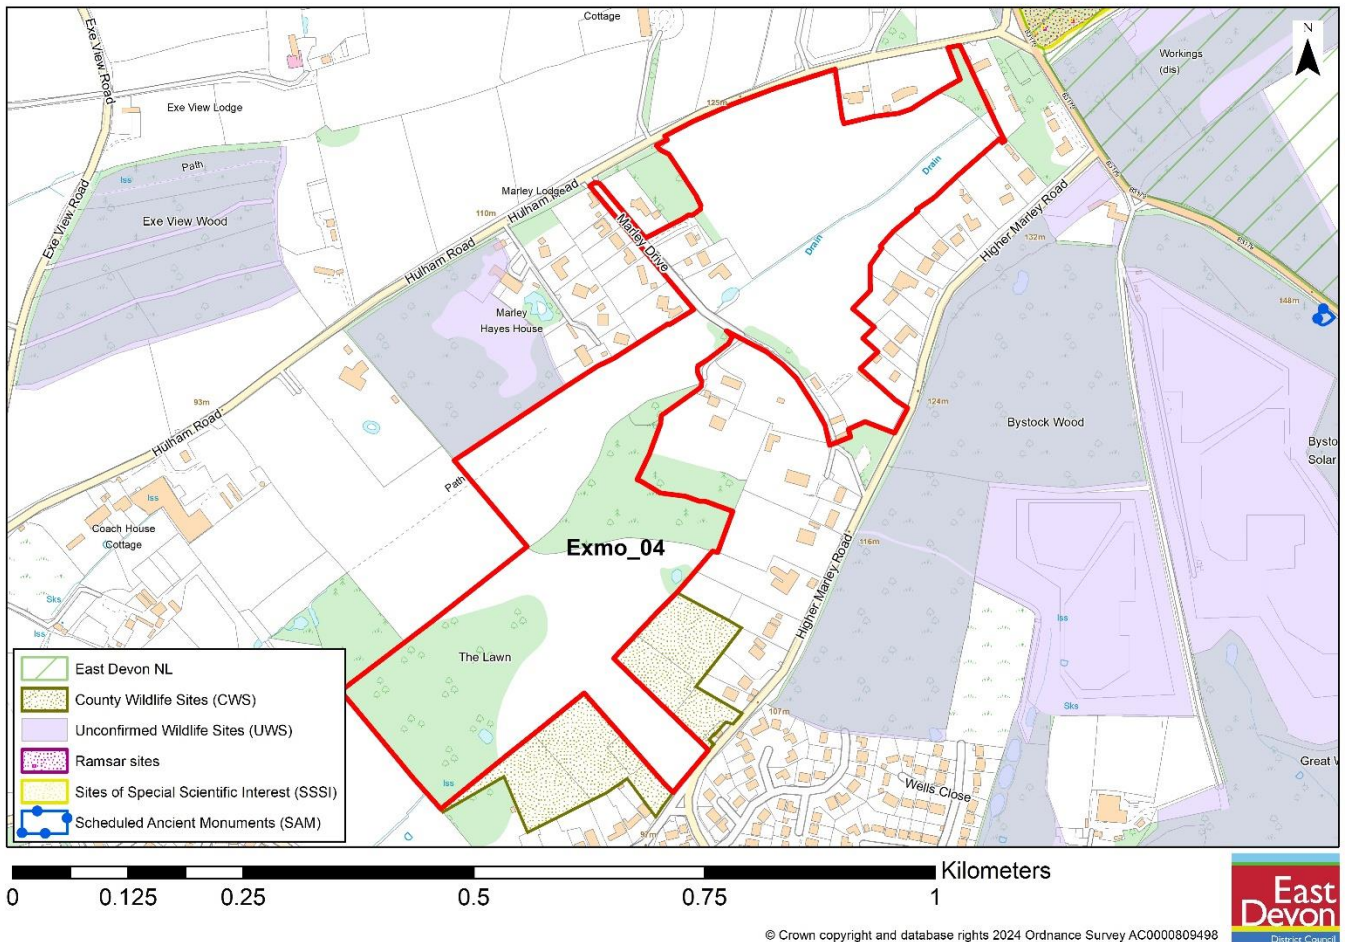 Cottage
N
Exe View Road
Workings
(dis)
B3179
Exe View Lodge
125m
Path
Iss
Drain
Exe View Wood
Marley Lodge
Hulham Road
110m
Marley Drive
Higher Marley Road
132m
B3179
B3179
Exe View Road
Hulham Road
Drain
148m
Marley
Hayes House
93m
124m
Hulham Road
Bystock Wood
Bysto
Solar
Path
Iss
Coach House
Cottage
Exmo_04
116m
Sks
Iss
Higher Marley Road
Iss
The Lawn
Sks
107m
Great W
Iss
Wells Close
97m
East Devon NL
County Wildlife Sites (CWS)
Unconfirmed Wildlife Sites (UWS)
Ramsar sites
Sites of Special Scientific Interest (SSSI)
Scheduled Ancient Monuments (SAM)
Kilometers
0 0.125 0.25 0.5 0.75 1
East
Devon
District Council
© Crown copyright and database rights 2024 Ordnance Survey AC0000809498